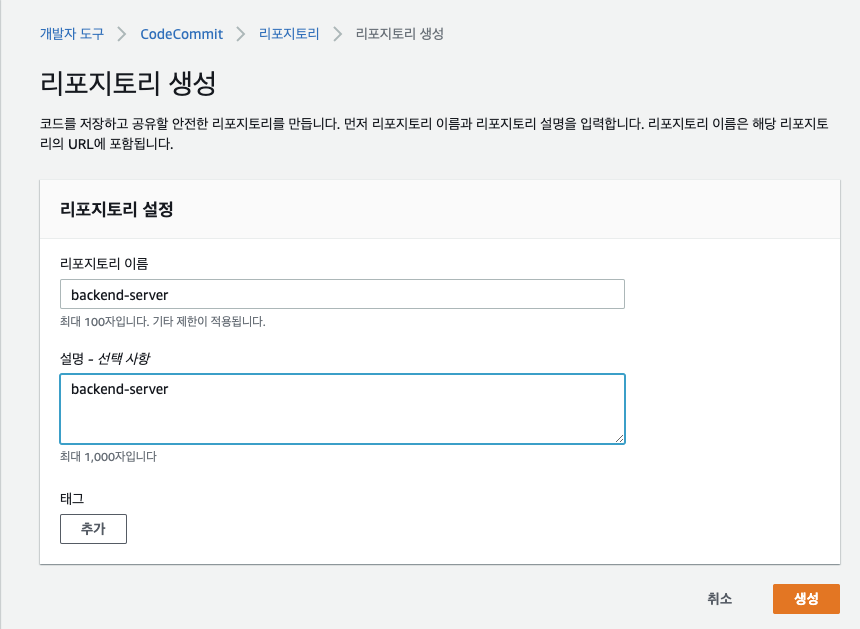 개발자 도구 > CodeCommit > 리포지토리 > 리포지토리 생성
리포지토리 생성
코드를 저장하고 공유할 안전한 리포지토리를 만듭니다. 먼저 리포지토리 이름과 리포지토리 설명을 입력합니다. 리포지토리 이름은 해당 리포지토
리의 URL에 포함됩니다.
리포지토리 설정
리포지토리 이름
backend-server
최대 100자입니다. 기타 제한이 적용됩니다.
설명 - 선택 사항
backend-server
최대 1,000자입니다
태그
추가
취소 생성